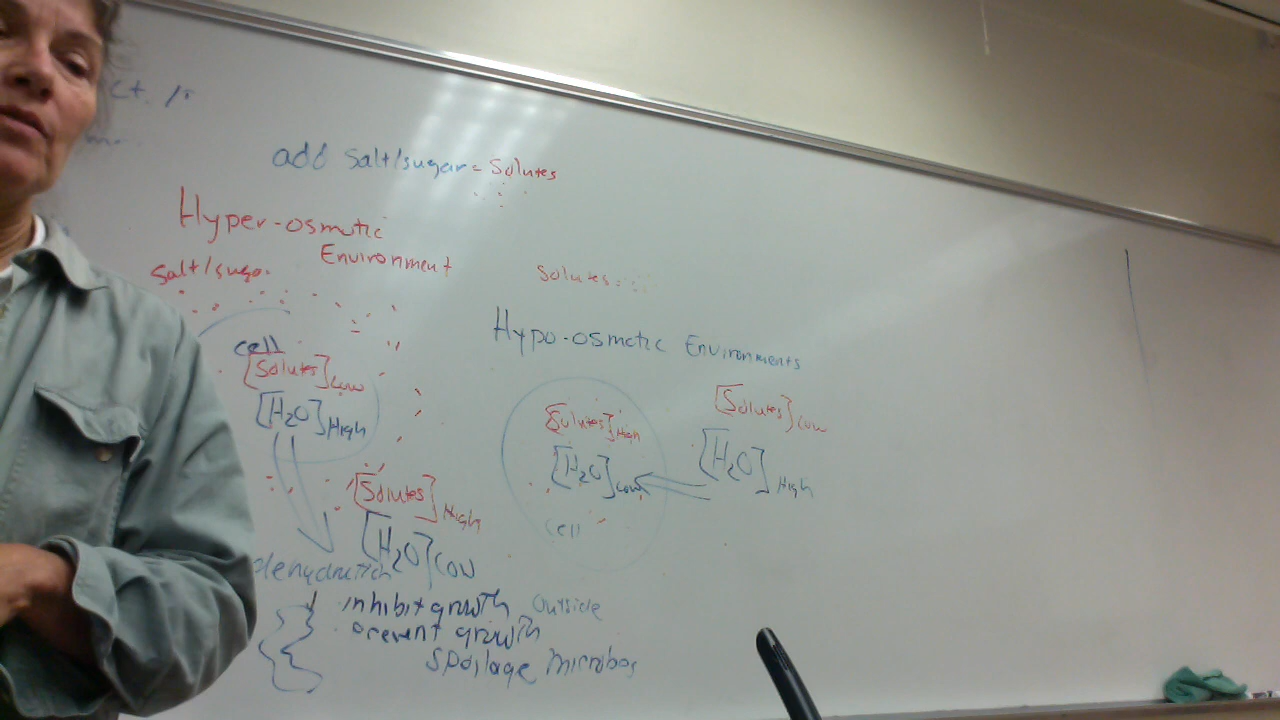 add Salt/sugar = Solutes
Hyper-osmotic
Environment
Salt/sugar
cell
[Solutes]Low
[H2O]High
[Solutes]High
[H2O]Low
dehydration
inhibit growth outside
prevent growth
Spoilage Microbes
Solutes
Hypo-osmotic Environments
[Solutes]High
[H2O]Low
cell
[Solutes]Low
[H2O]High